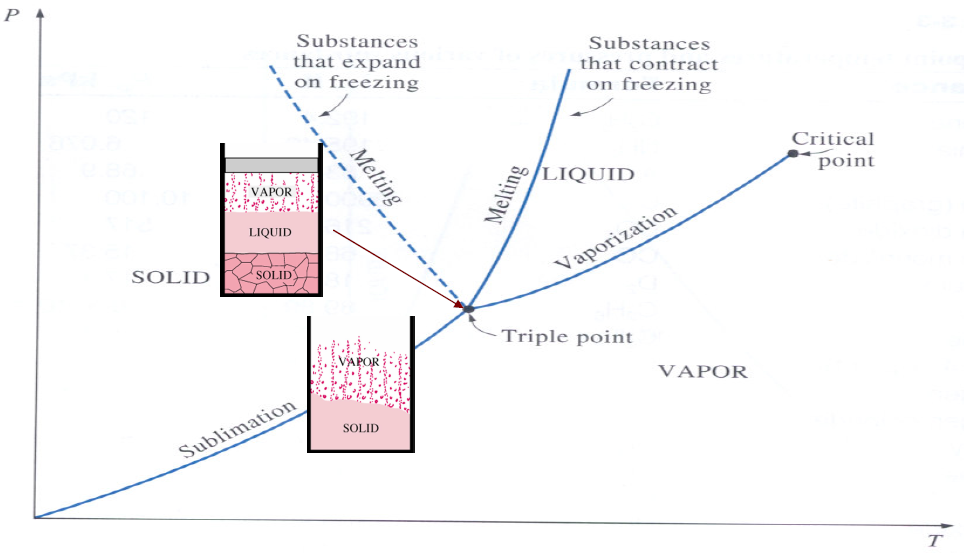 P
Substances
that expand
on freezing
Substances
that contract
on freezing
Critical
point
Melting
Melting
LIQUID
VAPOR
LIQUID
SOLID
SOLID
Vaporization
Triple point
VAPOR
VAPOR
SOLID
Sublimation
T